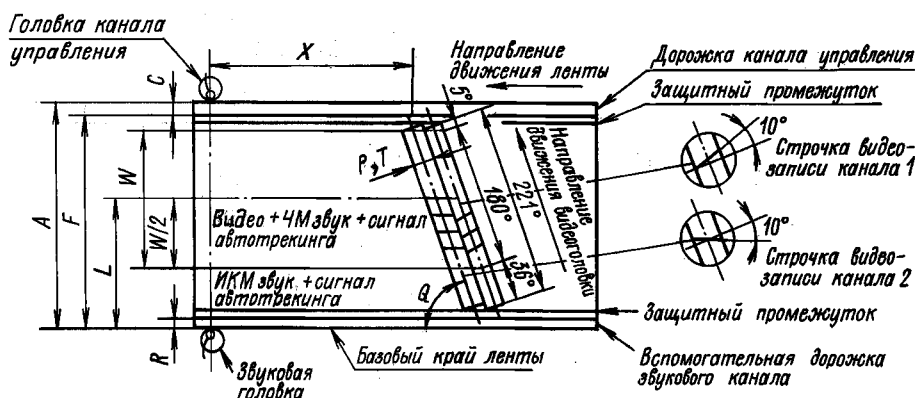 Головка канала
управления
X
Направление
движения ленты
Дорожка канала управления
Защитный промежуток
C
5°
10°
Строчка видео-
записи канала 1
A
F
W
P, T
Направление
движения видеоголовки
221°
180°
L
W/2
Видео + ЧМ звук + сигнал
автотрекинга
10°
Строчка видео-
записи канала 2
36°
ИКМ звук + сигнал
автотрекинга
Q
Защитный промежуток
R
Базовый край ленты
Звуковая
головка
Вспомогательная дорожка
звукового канала